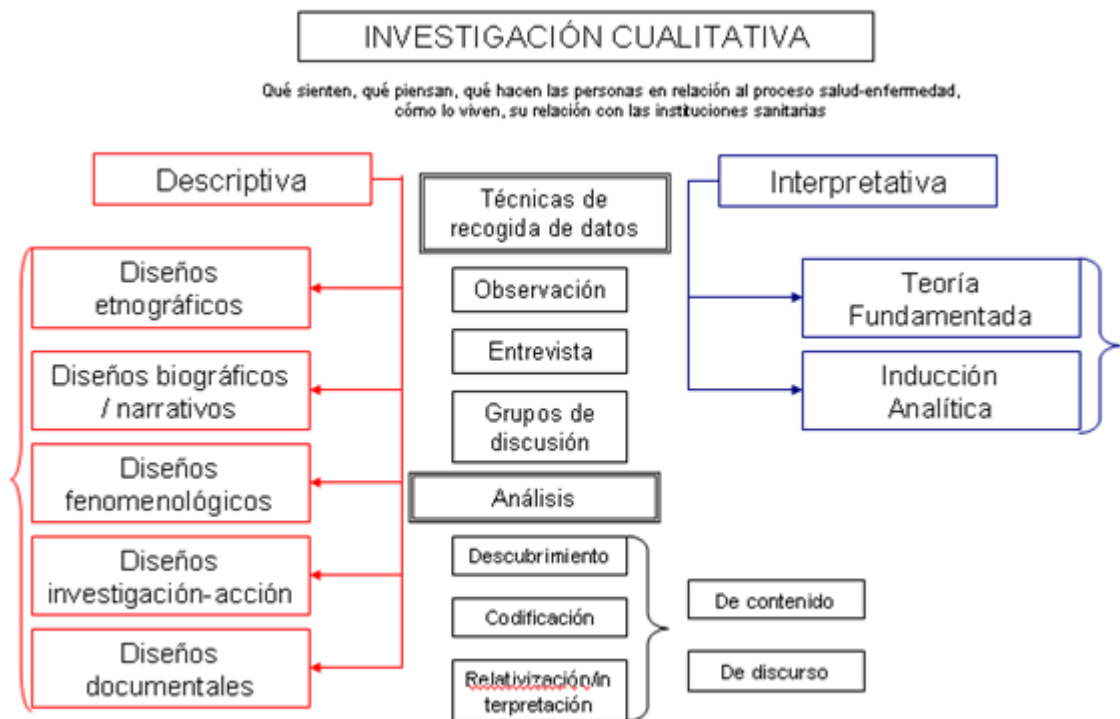 INVESTIGACIÓN CUALITATIVA
Qué sienten, qué piensan, qué hacen las personas en relación al proceso salud-enfermedad,
cómo lo viven, su relación con las instituciones sanitarias
Descriptiva
Diseños
etnográficos
Diseños biográficos
/ narrativos
Diseños
fenomenológicos
Diseños
investigación-acción
Diseños
documentales
Técnicas de
recogida de datos
Observación
Entrevista
Grupos de
discusión
Análisis
Descubrimiento
Codificación
Relativización/in
terpretación
De contenido
De discurso
Interpretativa
Teoría
Fundamentada
Inducción
Analítica